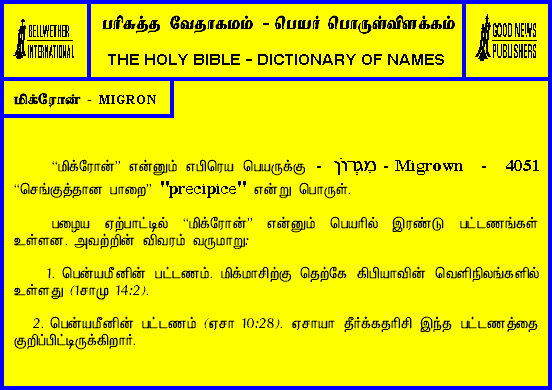 BELLWETHER
INTERNATIONAL
பரிசுத்த வேதாகமம் - பெயர் பொருள்விளக்கம்
THE HOLY BIBLE - DICTIONARY OF NAMES
GOOD NEWS
PUBLISHERS
மிக்ரோன் - MIGRON
“மிக்ரோன்” என்னும் எபிரெய பெயருக்கு - מִגְרוֹן - Migrown - 4051
“செங்குத்தான பாறை” "precipice" என்று பொருள்.
பழைய ஏற்பாட்டில் “மிக்ரோன்” என்னும் பெயரில் இரண்டு பட்டணங்கள்
உள்ளன. அவற்றின் விவரம் வருமாறு:
1. பென்யமீனின் பட்டணம். மிக்மாசிற்கு தெற்கே கிபியாவின் வெளிநிலங்களில்
உள்ளது (1சாமு 14:2).
2. பென்யமீனின் பட்டணம் (ஏசா 10:28). ஏசாயா தீர்க்கதரிசி இந்த பட்டணத்தை
குறிப்பிட்டிருக்கிறார்.